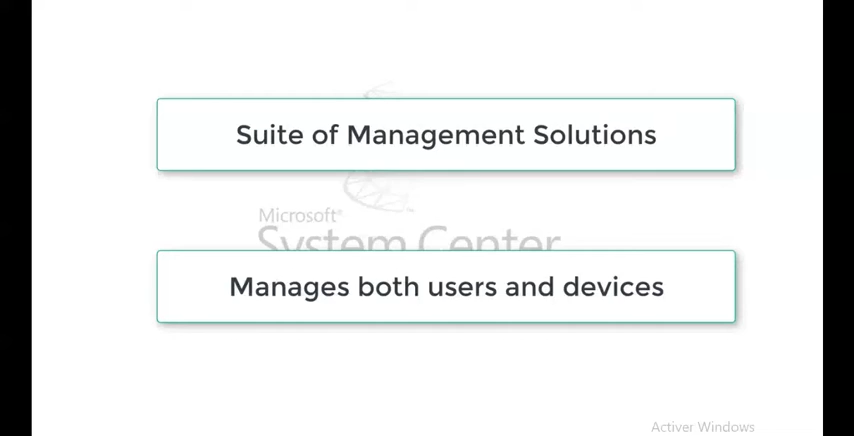 Suite of Management Solutions
Microsoft®
System Center
Manages both users and devices
Activer Windows